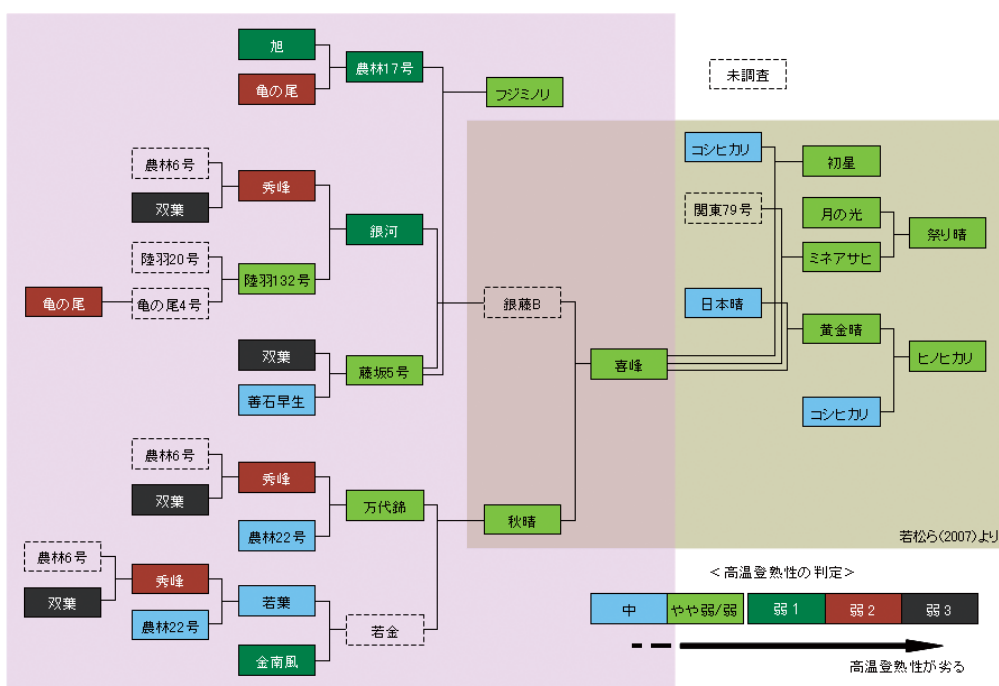 旭
農林17号
亀の尾
フジミノリ
未調査
農林6号
秀峰
双葉
銀河
陸羽20号
陸羽132号
亀の尾
亀の尾4号
双葉
藤坂5号
善石早生
銀藤B
喜峰
コシヒカリ
初星
関東79号
月の光
祭り晴
ミネアサヒ
日本晴
黄金晴
ヒノヒカリ
コシヒカリ
農林6号
秀峰
双葉
万代錦
農林22号
秋晴
農林6号
秀峰
双葉
若葉
農林22号
若金
金南風
若松ら(2007)より
＜高温登熟性の判定＞
中 やや弱/弱 弱1 弱2 弱3
高温登熟性が劣る